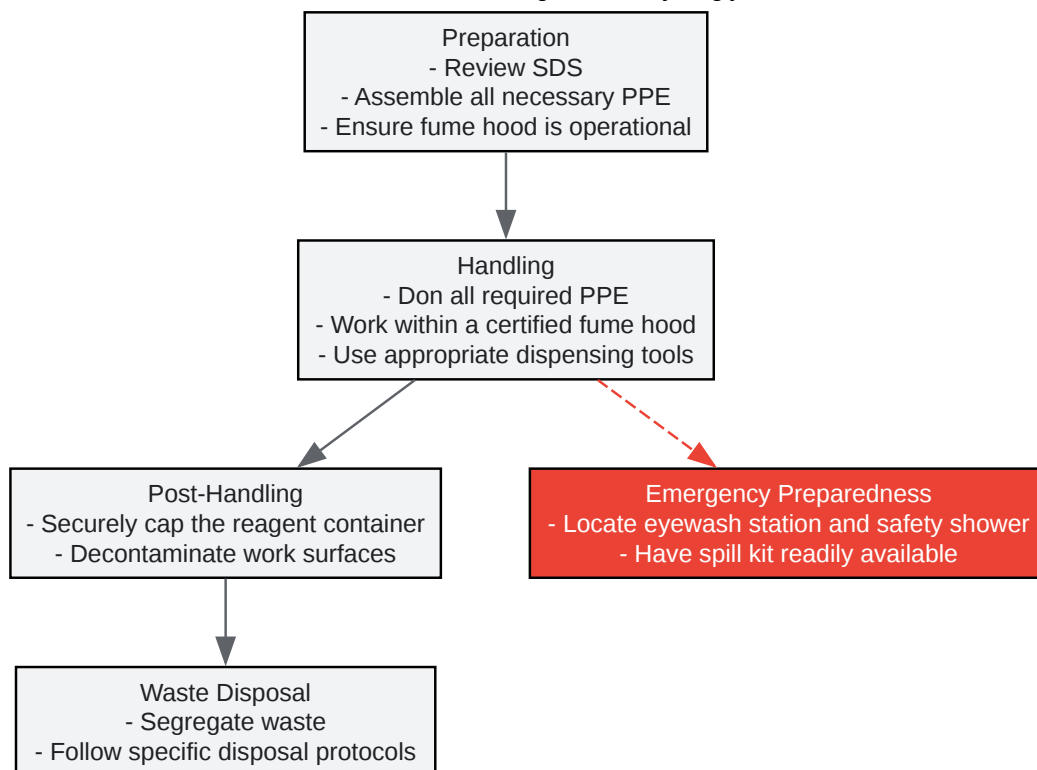 Preparation
- Review SDS
- Assemble all necessary PPE
- Ensure fume hood is operational
Handling
- Don all required PPE
- Work within a certified fume hood
- Use appropriate dispensing tools
Post-Handling
- Securely cap the reagent container
- Decontaminate work surfaces
Emergency Preparedness
- Locate eyewash station and safety shower
- Have spill kit readily available
Waste Disposal
- Segregate waste
- Follow specific disposal protocols